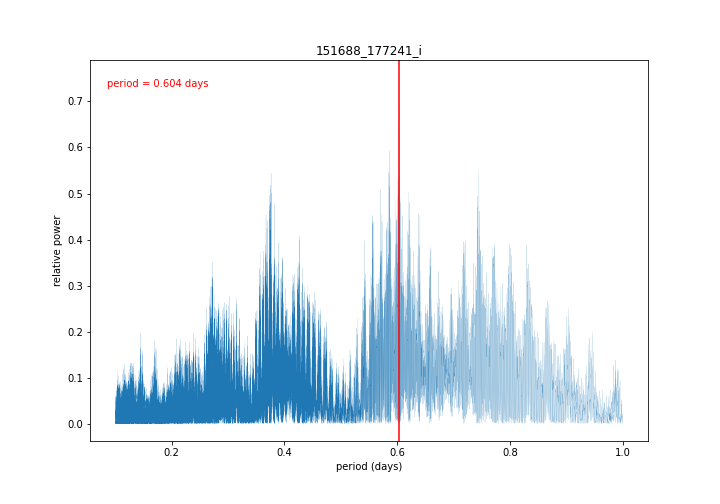 151688_177241_i
period = 0.604 days
0.7
0.6
0.5
0.4
0.3
0.2
0.1
0.0
relative power
0.2 0.4 0.6 0.8 1.0
period (days)